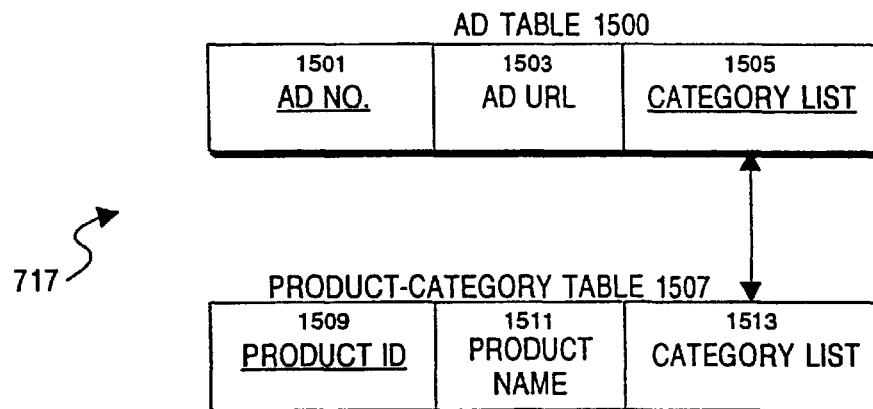 AD TABLE 1500
1501 1503 1505
AD NO. AD URL CATEGORY LIST
717
PRODUCT-CATEGORY TABLE 1507
1509 1511 1513
PRODUCT ID PRODUCT NAME CATEGORY LIST